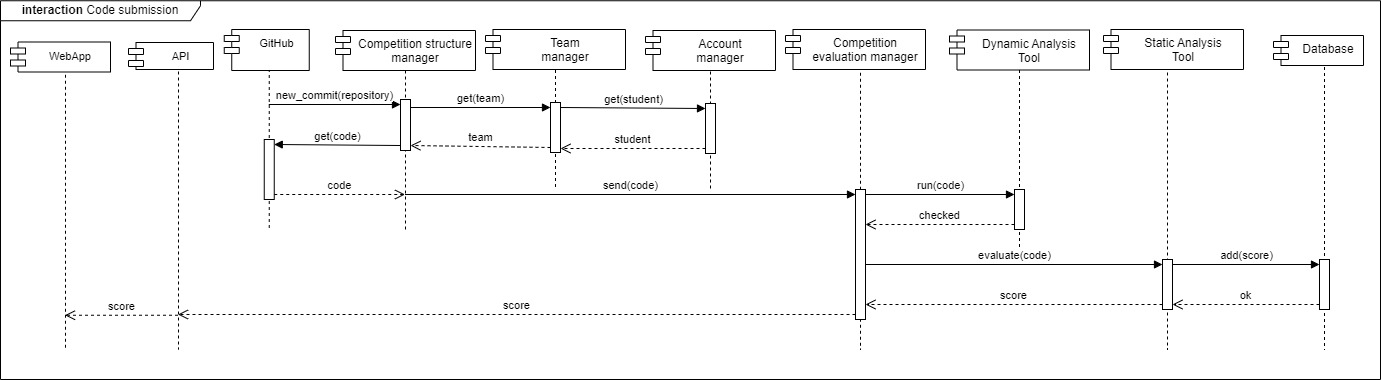 interaction Code submission
WebApp
API
GitHub
Competition structure
manager
Team
manager
Account
manager
Competition
evaluation manager
Dynamic Analysis
Tool
Static Analysis
Tool
Database
new_commit(repository)
get(team)
get(student)
get(code)
team
student
code
send(code)
run(code)
checked
evaluate(code)
add(score)
score
score
score
ok